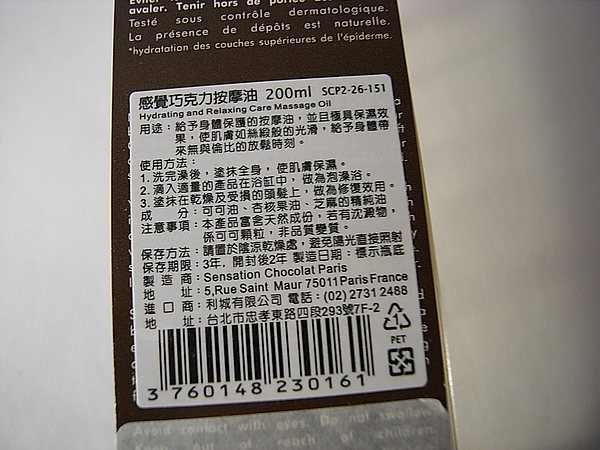 avaler. Tenir hors de portée des
Testé sous contrôle dermatologique.
La présence de dépôts est naturelle.
*hydratation des couches supérieures de l'épiderme.
感覺巧克力按摩油 200ml SCP2-26-151
Hydrating and Relaxing Care Massage Oil
用途：給予身體保護的按摩油，並且極具保濕效
果，使肌膚如絲緞般的光滑，給予身體帶
來無與倫比的放鬆時刻。
使用方法：
1. 洗完澡後，塗抹全身，使肌膚保濕。
2. 滴入適量的產品在浴缸中，做為泡澡浴。
3. 塗抹在乾燥及受損的頭髮上，做為修復效用。
成 分：可可油、杏核果油、芝麻的精純油
注意事項：本產品富含天然成份，若有沈澱物，
係可可顆粒，非品質變質。
保存方法：請置於陰涼乾燥處，避免陽光直接照射
保存期限：3年，開封後2年 製造日期：標示瓶底
製 造 商：Sensation Chocolat Paris
地 址：5,Rue Saint Maur 75011Paris France
進 口 商：利城有限公司 電話：(02) 2731 2488
地 址：台北市忠孝東路四段293號7F-2
1
PET
3 760148 230161
Avoid contact with eyes. Do not swallow.
Keep out of reach of children